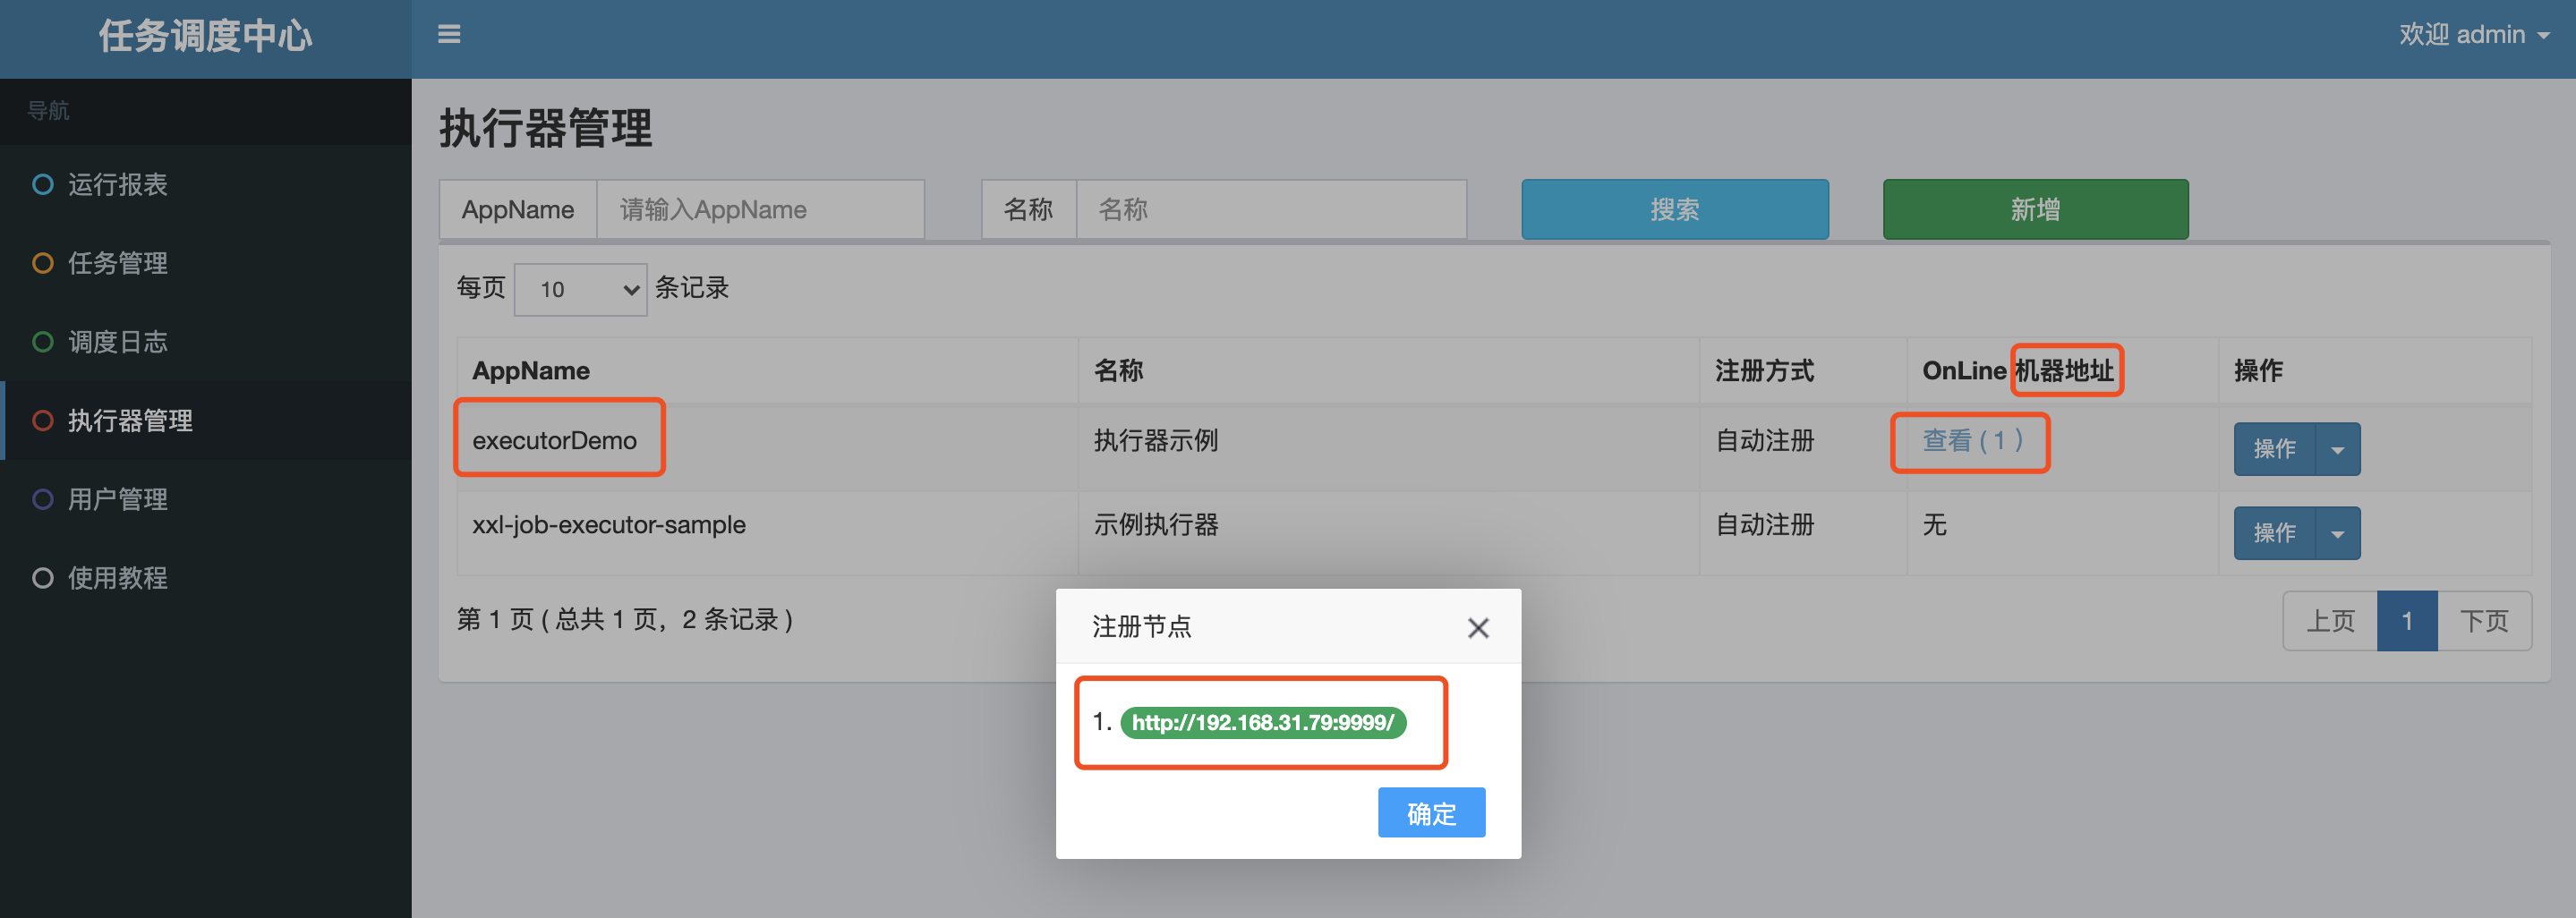 任务调度中心
欢迎 admin
导航
运行报表
任务管理
调度日志
执行器管理
用户管理
使用教程
执行器管理
AppName 请输入AppName 名称 名称 搜索 新增
每页 10 条记录
AppName 名称 注册方式 OnLine 机器地址 操作
executorDemo 执行器示例 自动注册 查看 ( 1 ) 操作
xxl-job-executor-sample 示例执行器 自动注册 无 操作
第 1 页 ( 总共 1 页，2 条记录 ) 上页 1 下页
注册节点
1. http://192.168.31.79:9999/
确定